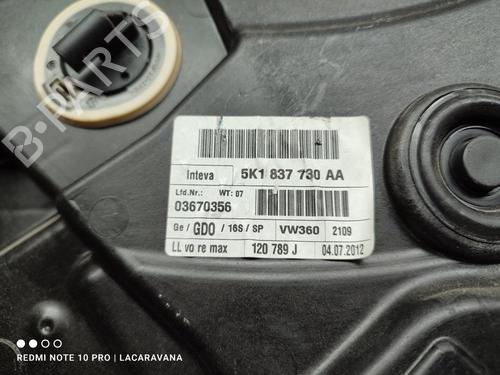 B-PARTS
Inteva 5K1 837 730 AA
Lfd.Nr.: WT: 07
03670356
Ge / GDO / 16S / SP VW360 2109
LL vo re max 120 789 J 04.07.2012
REDMI NOTE 10 PRO | LACARAVANA